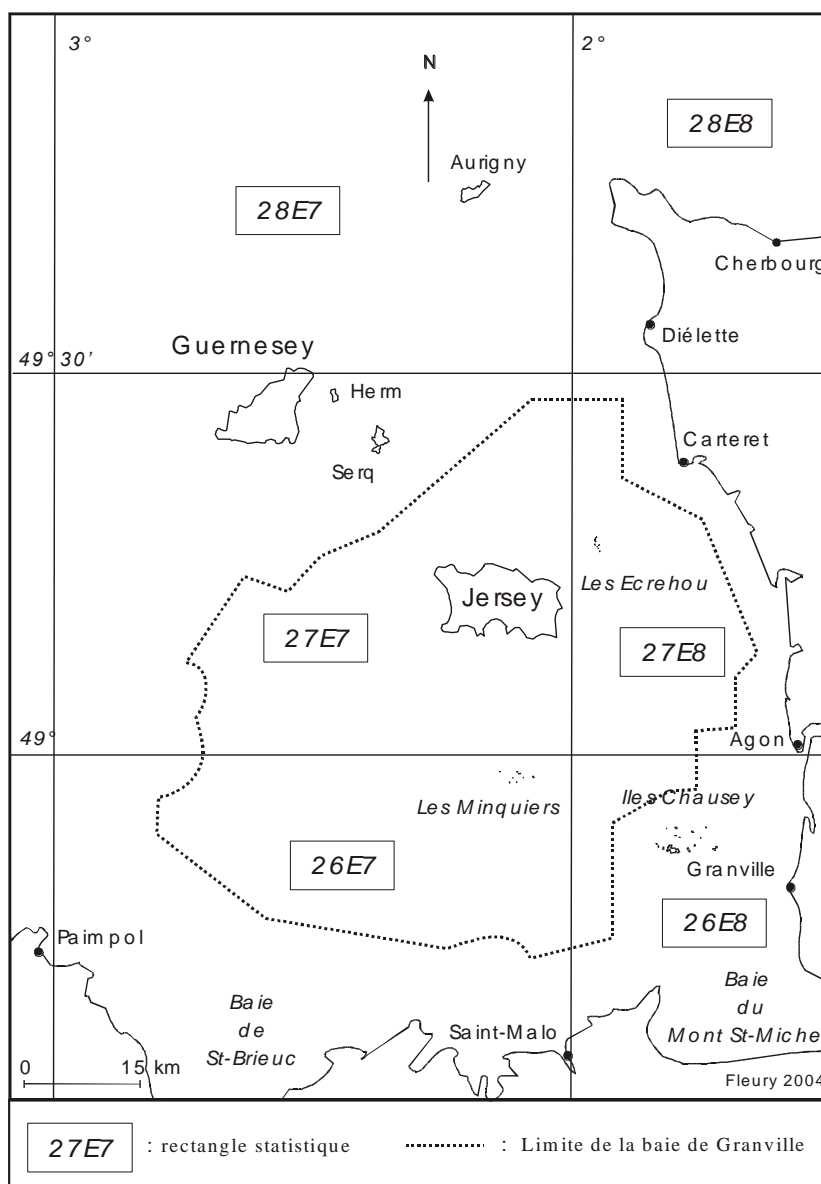 3°
2°
N
28E8
Aurigny
28E7
Cherbourg
Diélette
Guernesey
49° 30'
Herm
Carteret
Serq
Les Ecrehou
Jersey
27E7
27E8
49°
Agon
Les Minquiers
Iles Chausey
26E7
Granville
26E8
Paimpol
Baie
du
Mont St-Miche
Baie
de
St-Brieuc
Saint-Malo
0 15 km
Fleury 2004
27E7 : rectangle statistique : Limite de la baie de Granville